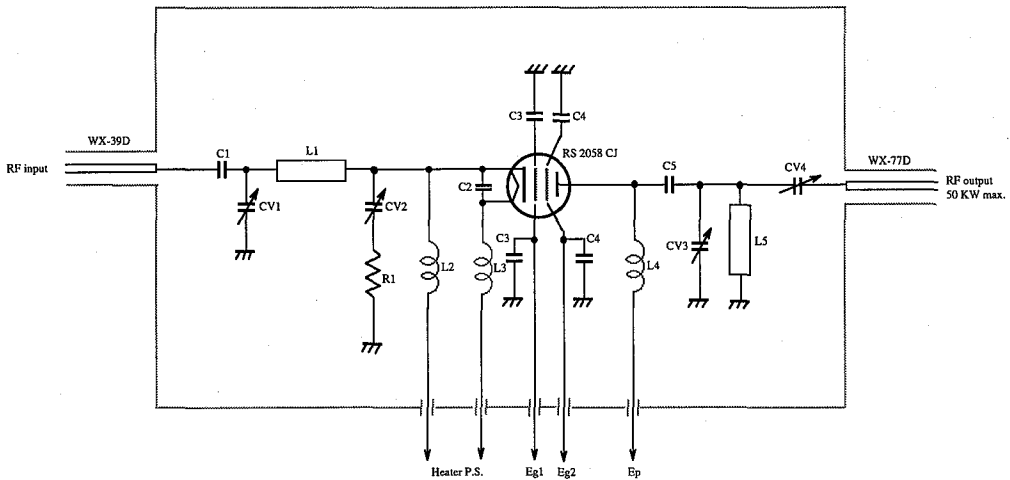 WX-39D
RF input
C1
L1
CV1
CV2
R1
L2
C2
L3
C3
C4
RS 2058 CJ
C3
C4
C5
L4
CV3
L5
CV4
WX-77D
RF output
50 KW max.
Heater P.S.
Eg1
Eg2
Ep